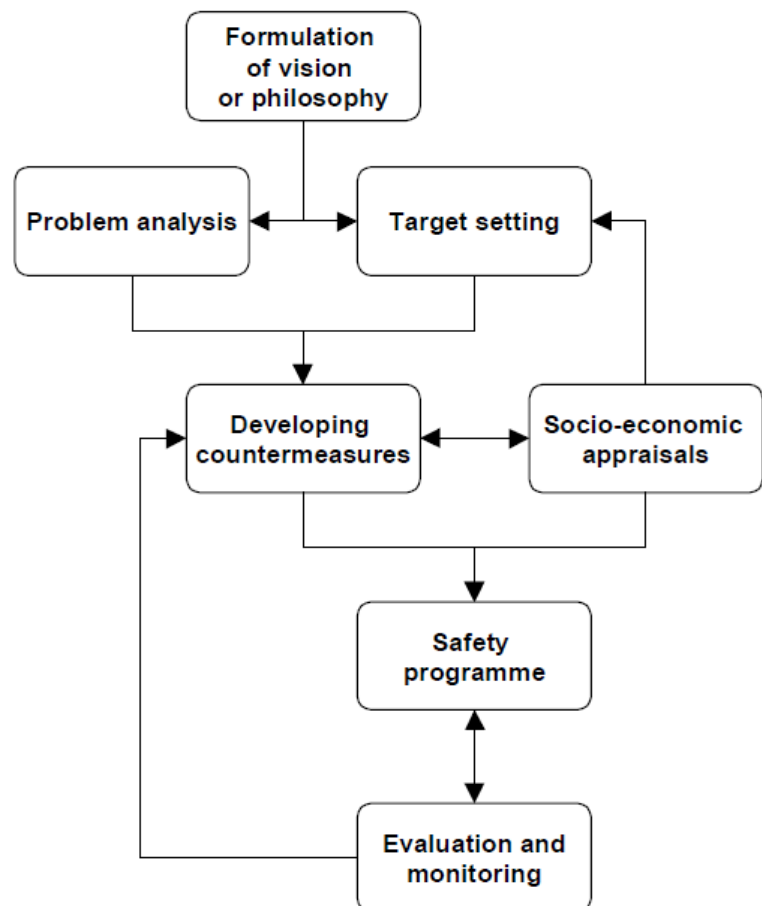 Formulation
of vision
or philosophy
Problem analysis
Target setting
Developing
countermeasures
Socio-economic
appraisals
Safety
programme
Evaluation and
monitoring